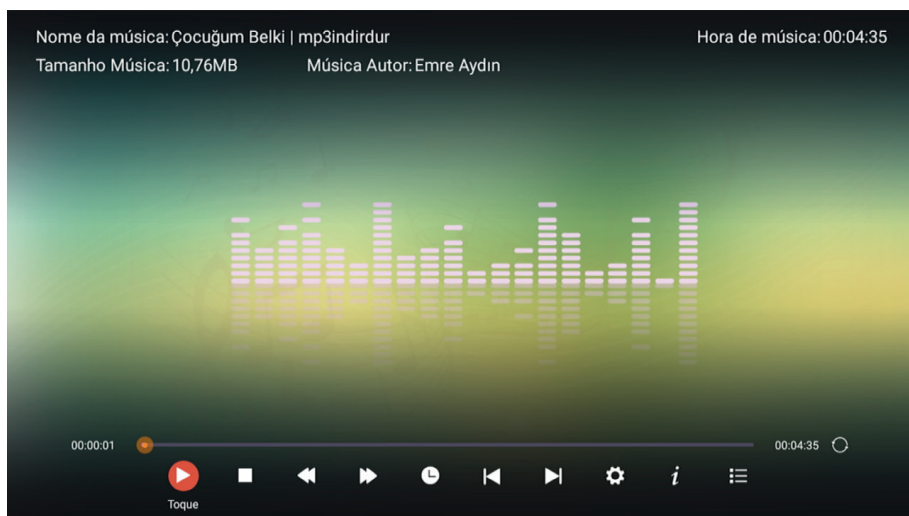 Nome da música: Çocuğum Belki | mp3indirdur
Hora de música: 00:04:35
Tamanho Música: 10,76MB
Música Autor: Emre Aydın
00:00:01
00:04:35
Toque